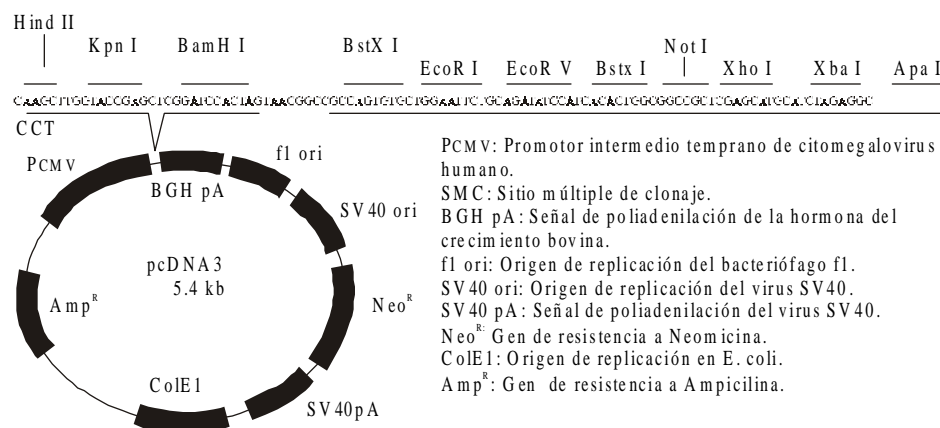 Hind II
Kpn I BamH I BstX I Not I
EcoR I EcoR V Bstx I Xho I Xba I Apa I
CCT
PCMV
BGH pA
f1 ori
SV40 ori
pcDNA3
5.4 kb
Amp^R
Neo^R
ColE1
SV40pA
PCMV: Promotor intermedio temprano de citomegalovirus
humano.
SMC: Sitio múltiple de clonaje.
BGH pA: Señal de poliadenilación de la hormona del
crecimiento bovina.
f1 ori: Origen de replicación del bacteriófago f1.
SV40 ori: Origen de replicación del virus SV40.
SV40 pA: Señal de poliadenilación del virus SV40.
Neo^R: Gen de resistencia a Neomicina.
ColE1: Origen de replicación en E. coli.
Amp^R: Gen de resistencia a Ampicilina.